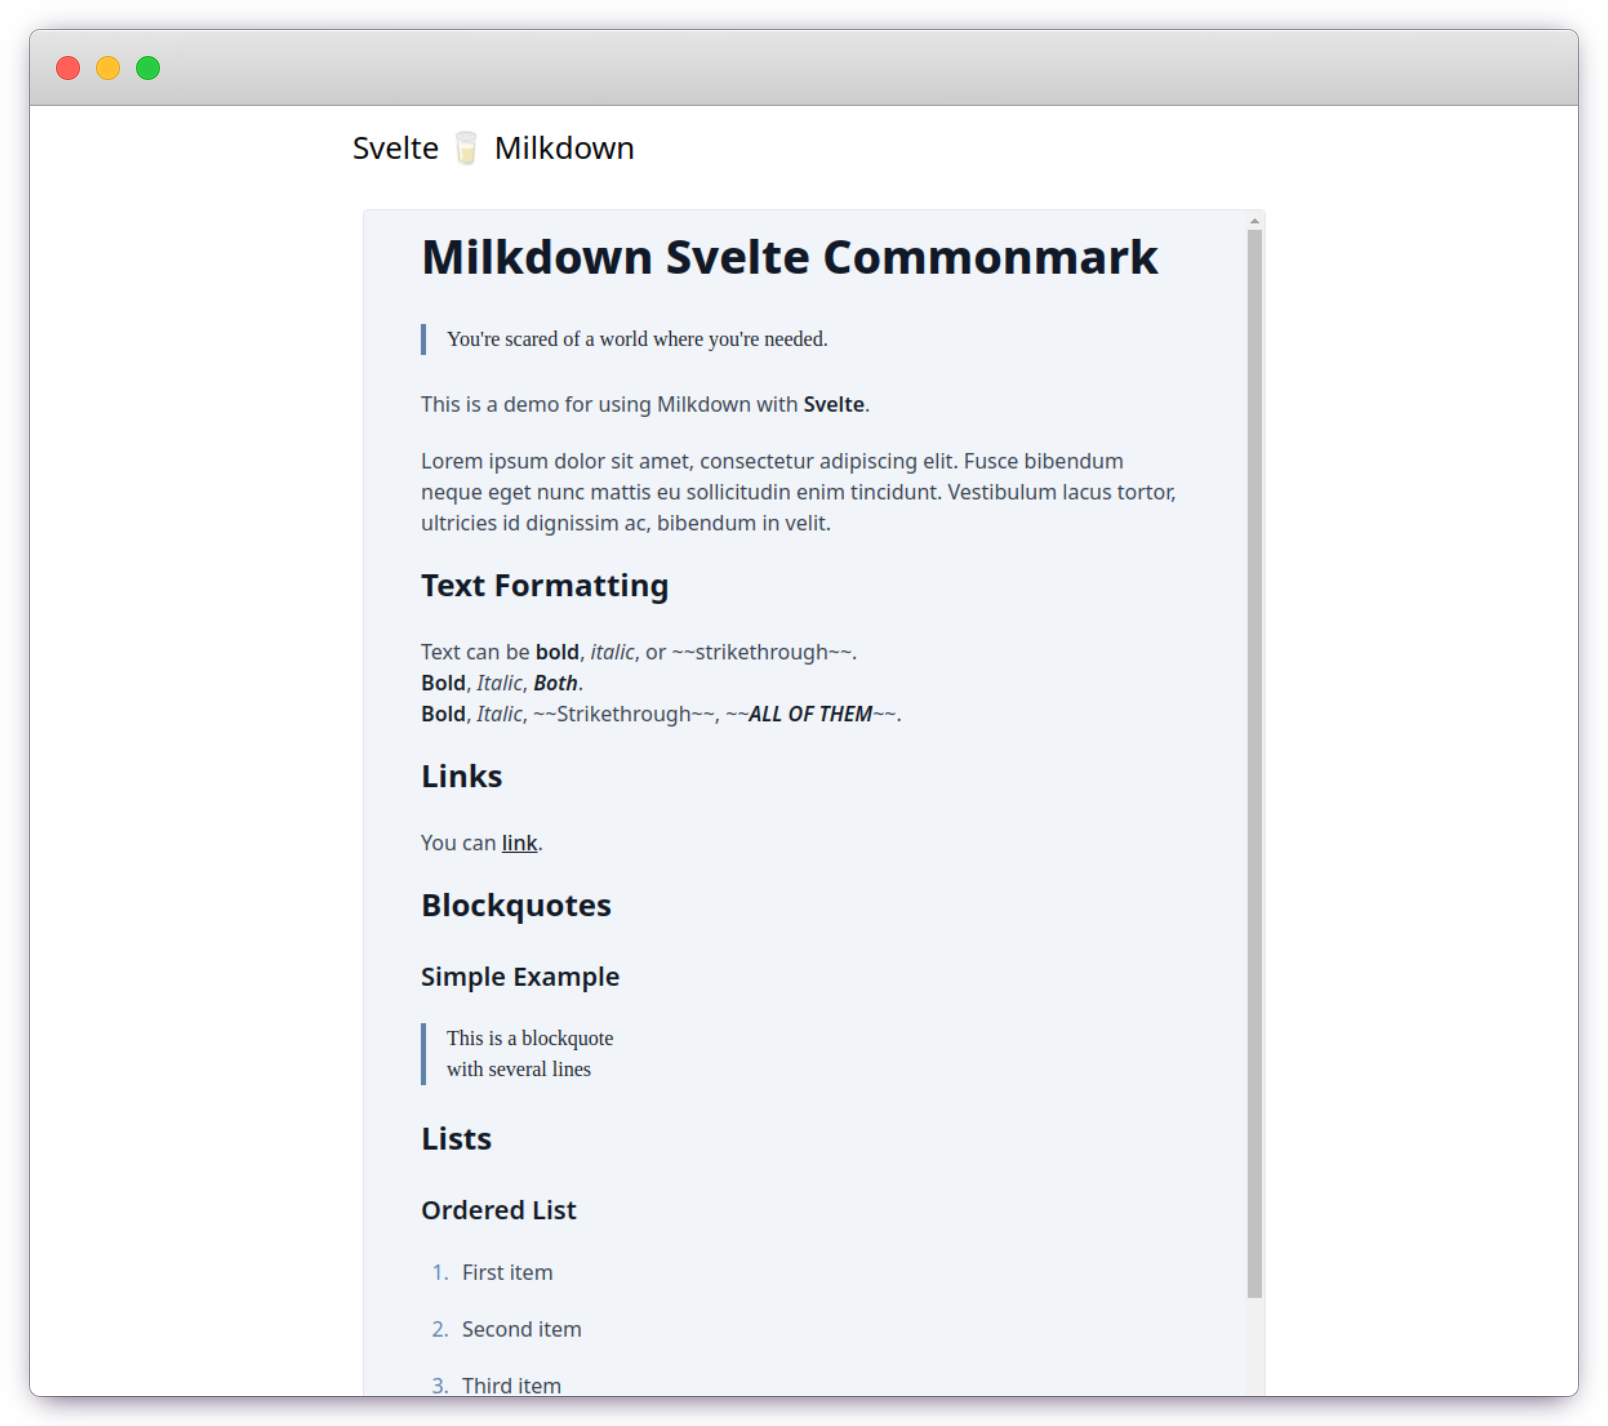 Svelte 🥛 Milkdown
Milkdown Svelte Commonmark
You're scared of a world where you're needed.
This is a demo for using Milkdown with Svelte.
Lorem ipsum dolor sit amet, consectetur adipiscing elit. Fusce bibendum
neque eget nunc mattis eu sollicitudin enim tincidunt. Vestibulum lacus tortor,
ultricies id dignissim ac, bibendum in velit.
Text Formatting
Text can be bold, italic, or ~~strikethrough~~.
Bold, Italic, Both.
Bold, Italic, ~~Strikethrough~~, ~~ALL OF THEM~~.
Links
You can link.
Blockquotes
Simple Example
This is a blockquote
with several lines
Lists
Ordered List
1. First item
2. Second item
3. Third item